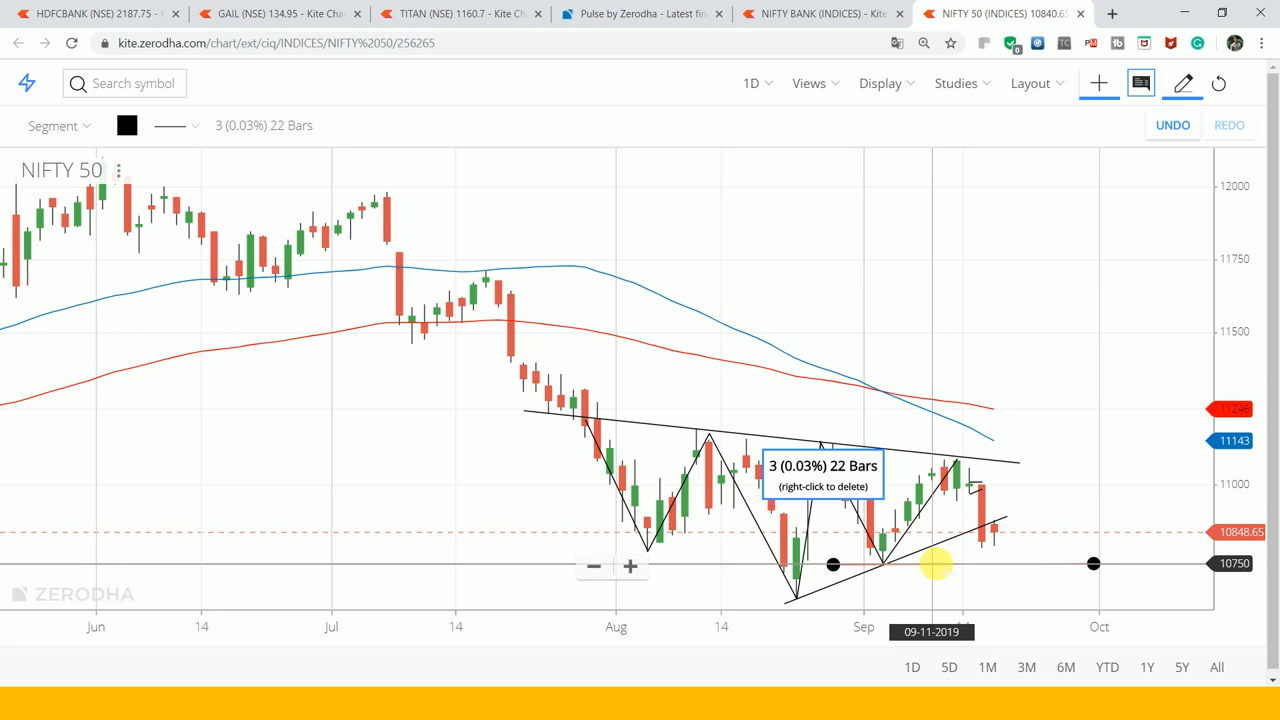 HDFCBANK (NSE) 2187.75 - K
GAIL (NSE) 134.95 - Kite Cha
TITAN (NSE) 1160.7 - Kite Ch
Pulse by Zerodha - Latest fin
NIFTY BANK (INDICES) - Kite
NIFTY 50 (INDICES) 10840.65
kite.zerodha.com/chart/ext/ciq/INDICES/NIFTY%2050/256265
Search symbol
1D Views Display Studies Layout
Segment 3 (0.03%) 22 Bars UNDO REDO
NIFTY 50
12000
11750
11500
11246
11143
3 (0.03%) 22 Bars
(right-click to delete)
11000
10848.65
10750
ZERODHA
Jun 14 Jul 14 Aug 14 Sep Oct
09-11-2019
1D 5D 1M 3M 6M YTD 1Y 5Y All